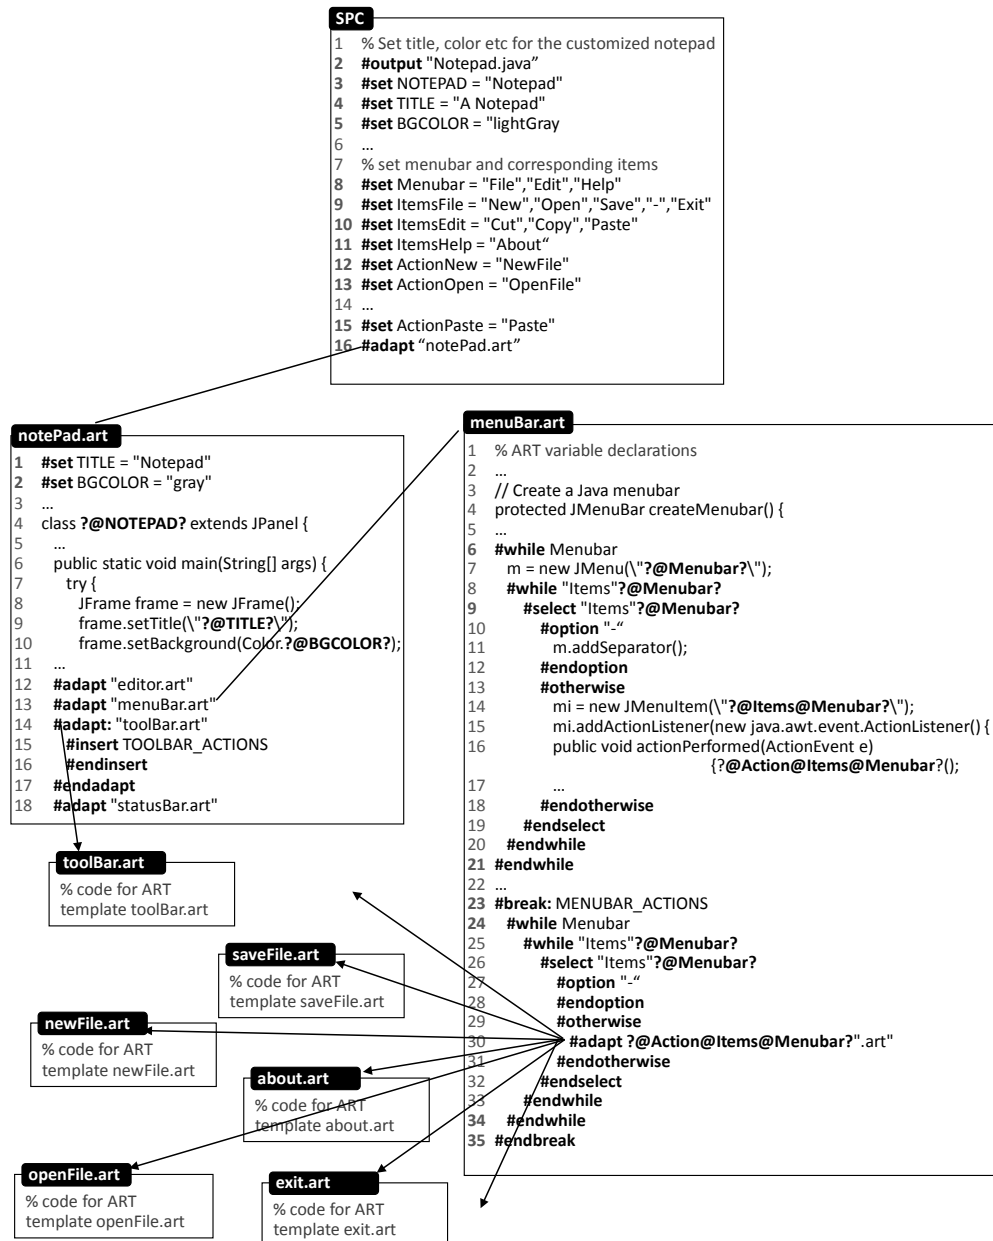 SPC
1 % Set title, color etc for the customized notepad
2 #output "Notepad.java”
3 #set NOTEPAD = "Notepad"
4 #set TITLE = "A Notepad"
5 #set BGCOLOR = "lightGray
6 ...
7 % set menubar and corresponding items
8 #set Menubar = "File","Edit","Help"
9 #set ItemsFile = "New","Open","Save","-","Exit"
10 #set ItemsEdit = "Cut","Copy","Paste"
11 #set ItemsHelp = "About“
12 #set ActionNew = "NewFile"
13 #set ActionOpen = "OpenFile"
14 ...
15 #set ActionPaste = "Paste"
16 #adapt “notePad.art”
notePad.art
1 #set TITLE = "Notepad"
2 #set BGCOLOR = "gray"
3 ...
4 class ?@NOTEPAD? extends JPanel {
5 ...
6 public static void main(String[] args) {
7 try {
8 JFrame frame = new JFrame();
9 frame.setTitle(\"?@TITLE?\");
10 frame.setBackground(Color.?@BGCOLOR?);
11 ...
12 #adapt "editor.art"
13 #adapt "menuBar.art"
14 #adapt: "toolBar.art"
15 #insert TOOLBAR_ACTIONS
16 #endinsert
17 #endadapt
18 #adapt "statusBar.art"
menuBar.art
1 % ART variable declarations
2 ...
3 // Create a Java menubar
4 protected JMenuBar createMenubar() {
5 ...
6 #while Menubar
7 m = new JMenu(\"?@Menubar?\");
8 #while "Items"?@Menubar?
9 #select "Items"?@Menubar?
10 #option "-“
11 m.addSeparator();
12 #endoption
13 #otherwise
14 mi = new JMenuItem(\"?@Items@Menubar?\");
15 mi.addActionListener(new java.awt.event.ActionListener() {
16 public void actionPerformed(ActionEvent e)
{?@Action@Items@Menubar?();
17 ...
18 #endotherwise
19 #endselect
20 #endwhile
21 #endwhile
22 ...
23 #break: MENUBAR_ACTIONS
24 #while Menubar
25 #while "Items"?@Menubar?
26 #select "Items"?@Menubar?
27 #option "-“
28 #endoption
29 #otherwise
30 #adapt ?@Action@Items@Menubar?".art"
31 #endotherwise
32 #endselect
33 #endwhile
34 #endwhile
35 #endbreak
toolBar.art
% code for ART
template toolBar.art
saveFile.art
% code for ART
template saveFile.art
newFile.art
% code for ART
template newFile.art
about.art
% code for ART
template about.art
openFile.art
% code for ART
template openFile.art
exit.art
% code for ART
template exit.art